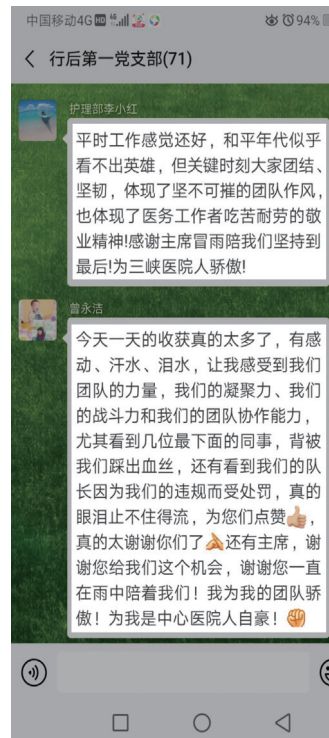 中国移动4G HD 46 94%
行后第一党支部(71)
护理部李小红
平时工作感觉还好，和平年代似乎
看不出英雄，但关键时刻大家团结、
坚韧，体现了坚不可摧的团队作风，
也体现了医务工作者吃苦耐劳的敬
业精神!感谢主席冒雨陪我们坚持到
最后!为三峡医院人骄傲!
曾永洁
今天一天的收获真的太多了，有感
动、汗水、泪水，让我感受到我们
团队的力量，我们的凝聚力、我们
的战斗力和我们的团队协作能力，
尤其看到几位最下面的同事，背被
我们踩出血丝，还有看到我们的队
长因为我们的违规而受处罚，真的
眼泪止不住得流，为您们点赞👍，
真的太谢谢你们了🙏还有主席，谢
谢您给我们这个机会，谢谢您一直
在雨中陪着我们！我为我的团队骄
傲！为我是中心医院人自豪！✊